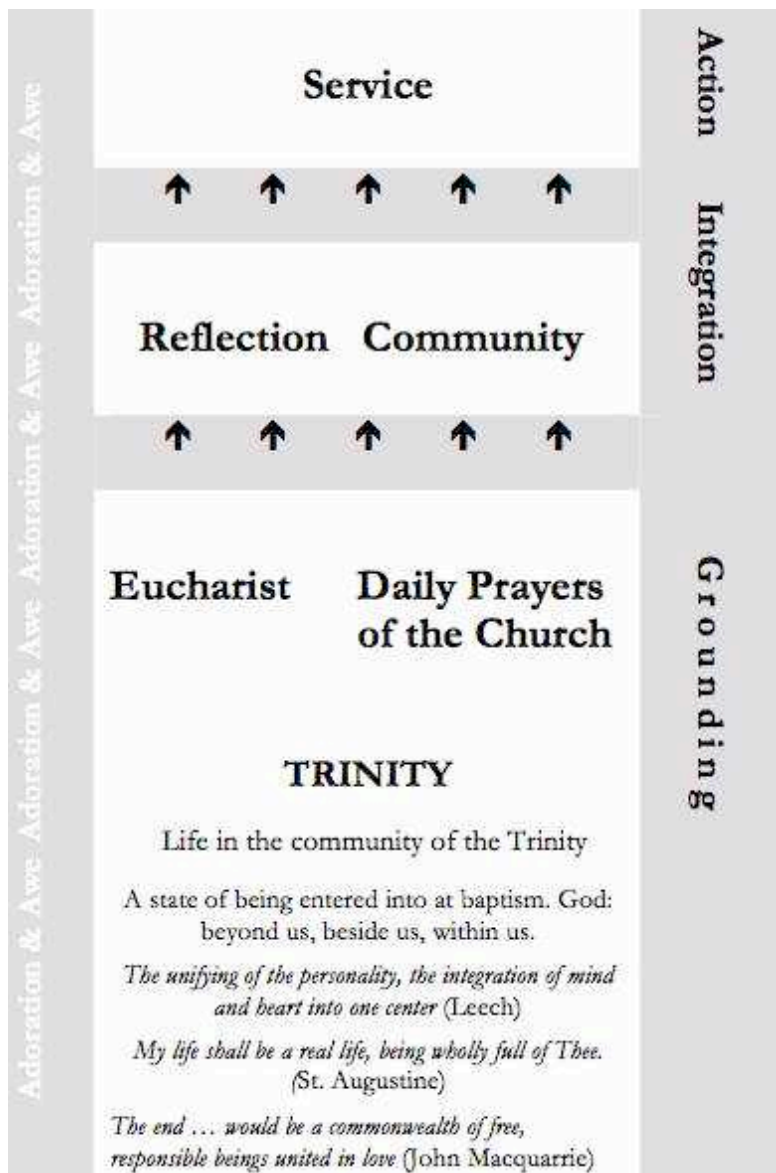 Service
Action
Integration
Reflection Community
Eucharist
Daily Prayers
of the Church
Grounding
TRINITY
Life in the community of the Trinity
A state of being entered into at baptism. God:
beyond us, beside us, within us.
The unifying of the personality, the integration of mind
and heart into one center (Leech)
My life shall be a real life, being wholly full of Thee.
(St. Augustine)
The end … would be a commonwealth of free,
responsible beings united in love (John Macquarrie)
Adoration & Awe Adoration & Awe Adoration & Awe Adoration & Awe Adoration & Awe